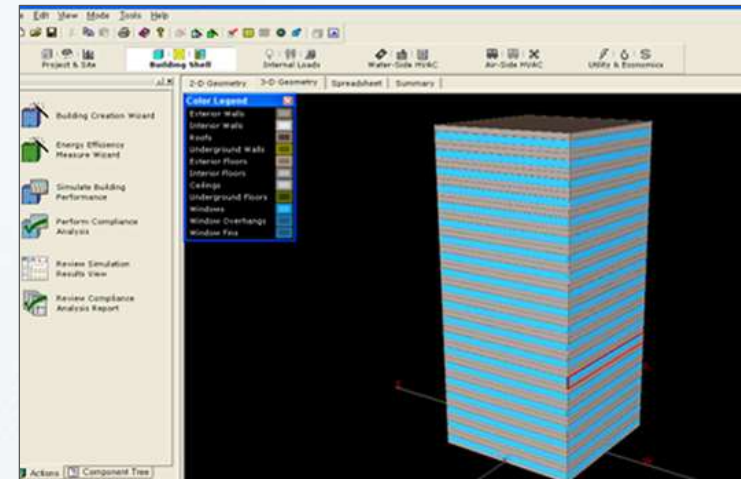 Edit View Mode Tools Help
Project & Site Building Shell Internal Loads Water-Side HVAC Air-Side HVAC Utility & Economics
2-D Geometry 3-D Geometry Spreadsheet Summary
Building Creation Wizard
Energy Efficiency
Measure Wizard
Simulate Building
Performance
Perform Compliance
Analysis
Review Simulation
Results View
Review Compliance
Analysis Report
Color Legend
Exterior Walls
Interior Walls
Roofs
Underground Walls
Exterior Floors
Interior Floors
Ceilings
Underground Floors
Windows
Window Overhangs
Window Fins
Actions Component Tree